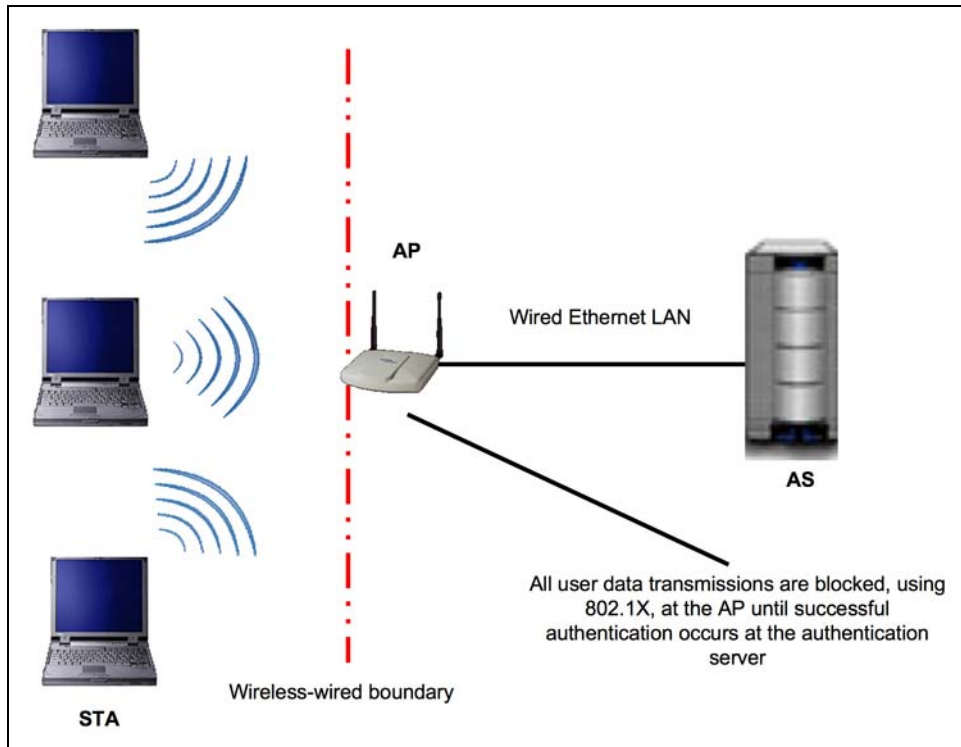 AP
Wired Ethernet LAN
AS
All user data transmissions are blocked, using
802.1X, at the AP until successful
authentication occurs at the authentication
server
Wireless-wired boundary
STA